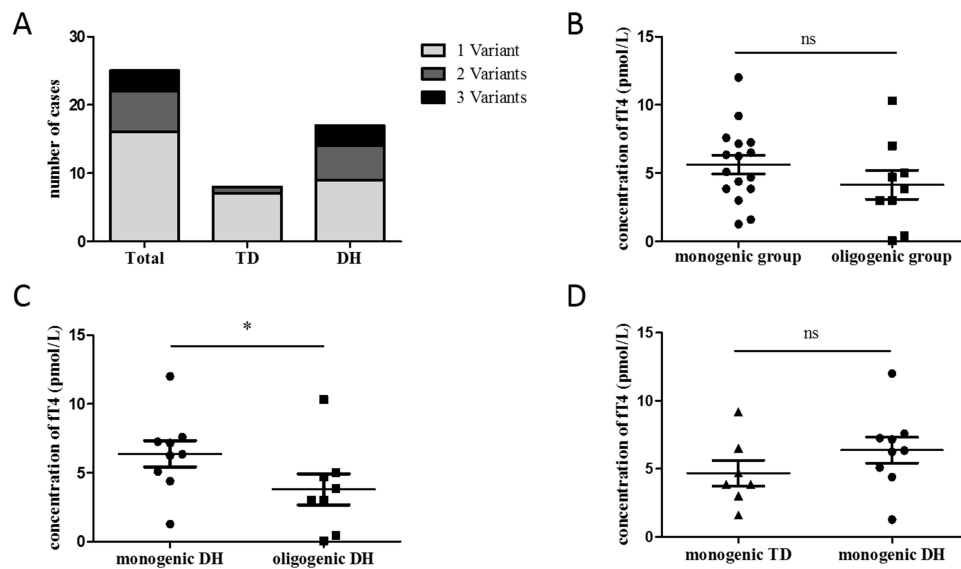 A
number of cases
30
20
10
0
Total
TD
DH
1 Variant
2 Variants
3 Variants
B
concentration of fT4 (pmol/L)
15
10
5
0
ns
monogenic group
oligogenic group
C
concentration of fT4 (pmol/L)
15
10
5
0
*
monogenic DH
oligogenic DH
D
concentration of fT4 (pmol/L)
15
10
5
0
ns
monogenic TD
monogenic DH